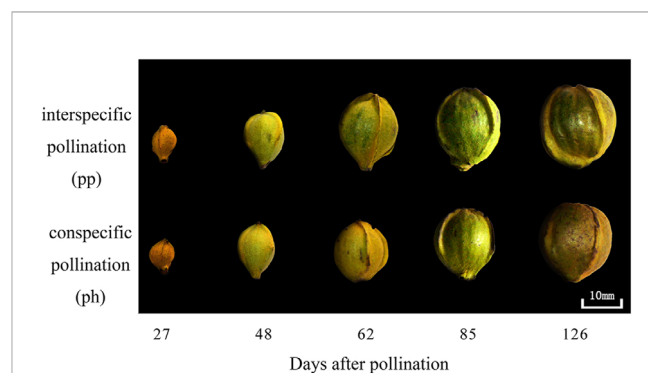 interspecific
pollination
(pp)
conspecific
pollination
(ph)
10mm
27 48 62 85 126
Days after pollination